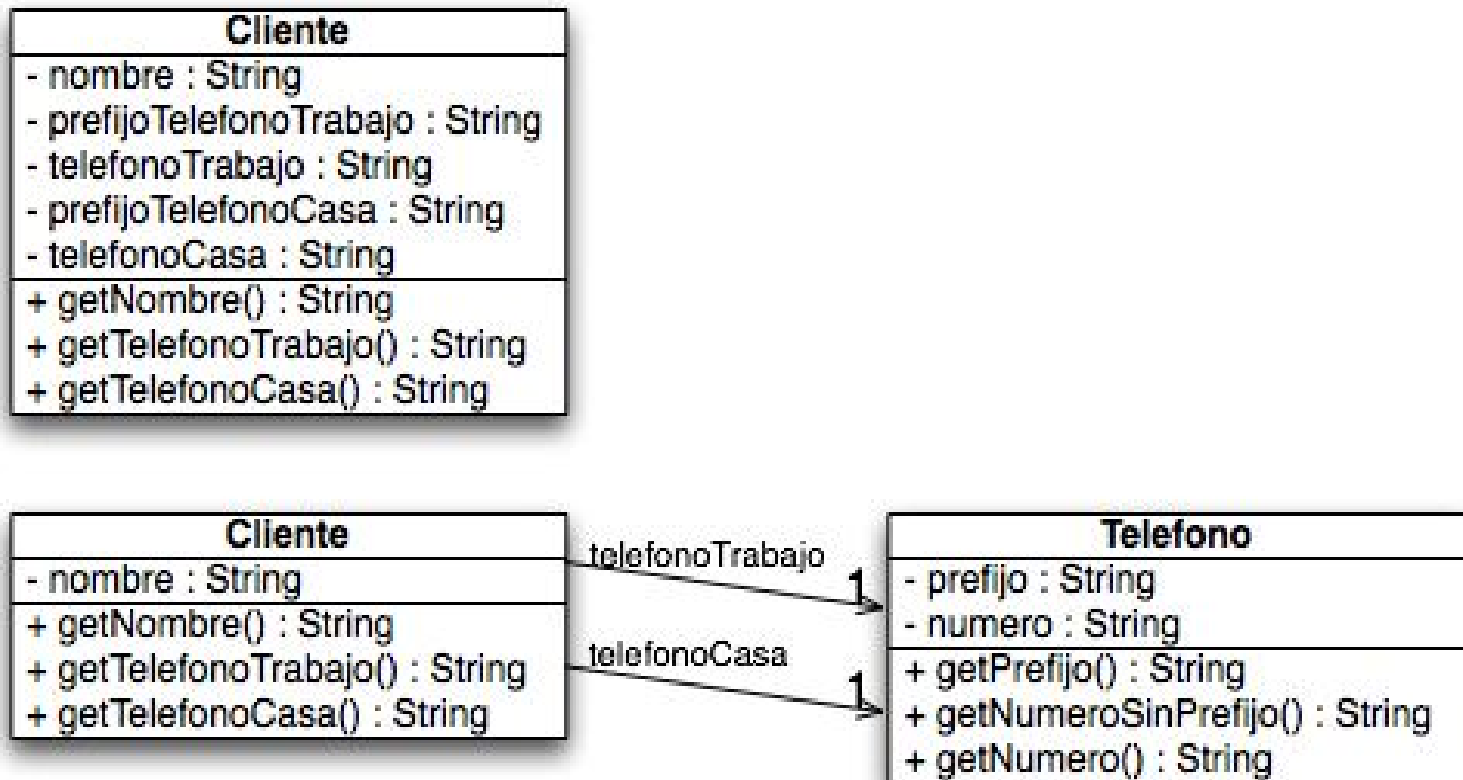 Cliente
- nombre : String
- prefijoTelefonoTrabajo : String
- telefonoTrabajo : String
- prefijoTelefonoCasa : String
- telefonoCasa : String
+ getNombre() : String
+ getTelefonoTrabajo() : String
+ getTelefonoCasa() : String
Cliente
- nombre : String
+ getNombre() : String
+ getTelefonoTrabajo() : String
+ getTelefonoCasa() : String
telefonoTrabajo
1
telefonoCasa
1
Telefono
- prefijo : String
- numero : String
+ getPrefijo() : String
+ getNumeroSinPrefijo() : String
+ getNumero() : String